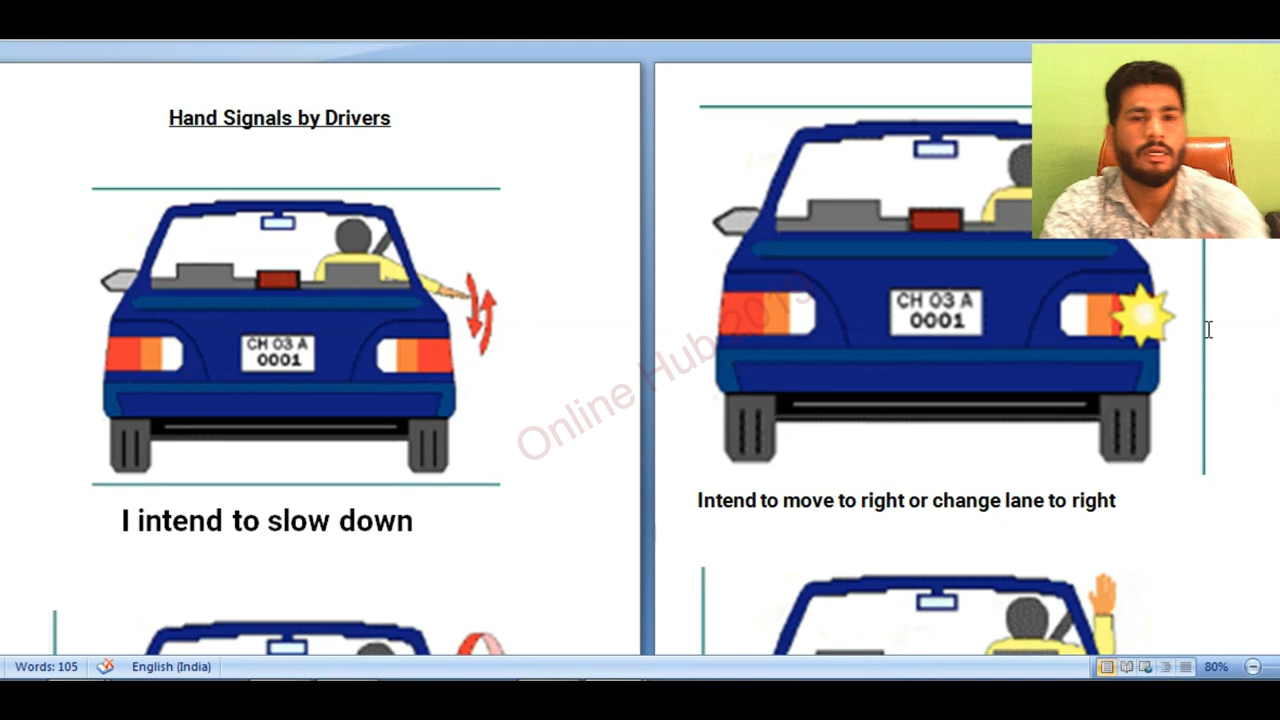 Hand Signals by Drivers
CH 03 A
0001
I intend to slow down
CH 03 A
0001
Intend to move to right or change lane to right
Online Hub 2019
Words: 105
English (India)
80%